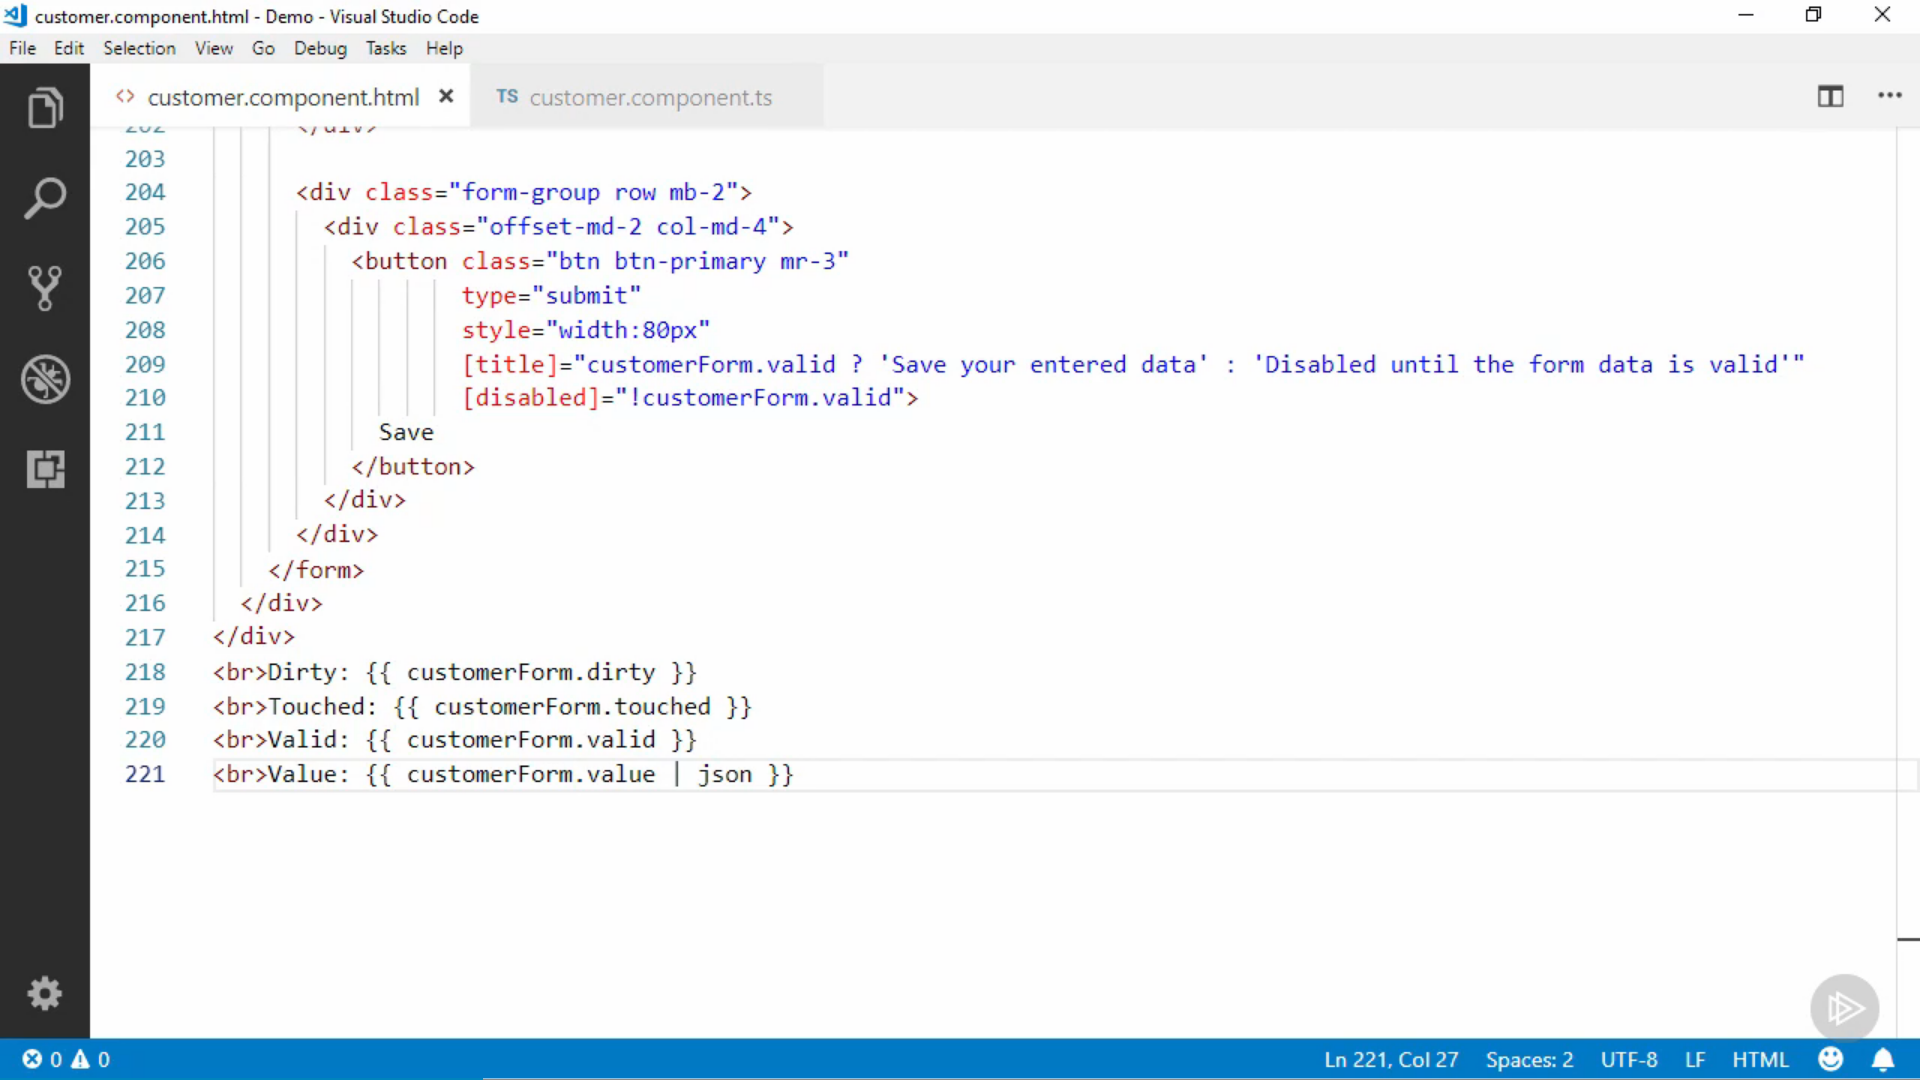 customer.component.html - Demo - Visual Studio Code
File Edit Selection View Go Debug Tasks Help
<> customer.component.html × TS customer.component.ts
202 </div>
203
204 <div class="form-group row mb-2">
205 <div class="offset-md-2 col-md-4">
206 <button class="btn btn-primary mr-3"
207 type="submit"
208 style="width:80px"
209 [title]="customerForm.valid ? 'Save your entered data' : 'Disabled until the form data is valid'"
210 [disabled]="!customerForm.valid">
211 Save
212 </button>
213 </div>
214 </div>
215 </form>
216 </div>
217 </div>
218 <br>Dirty: {{ customerForm.dirty }}
219 <br>Touched: {{ customerForm.touched }}
220 <br>Valid: {{ customerForm.valid }}
221 <br>Value: {{ customerForm.value | json }}
0 0 Ln 221, Col 27 Spaces: 2 UTF-8 LF HTML